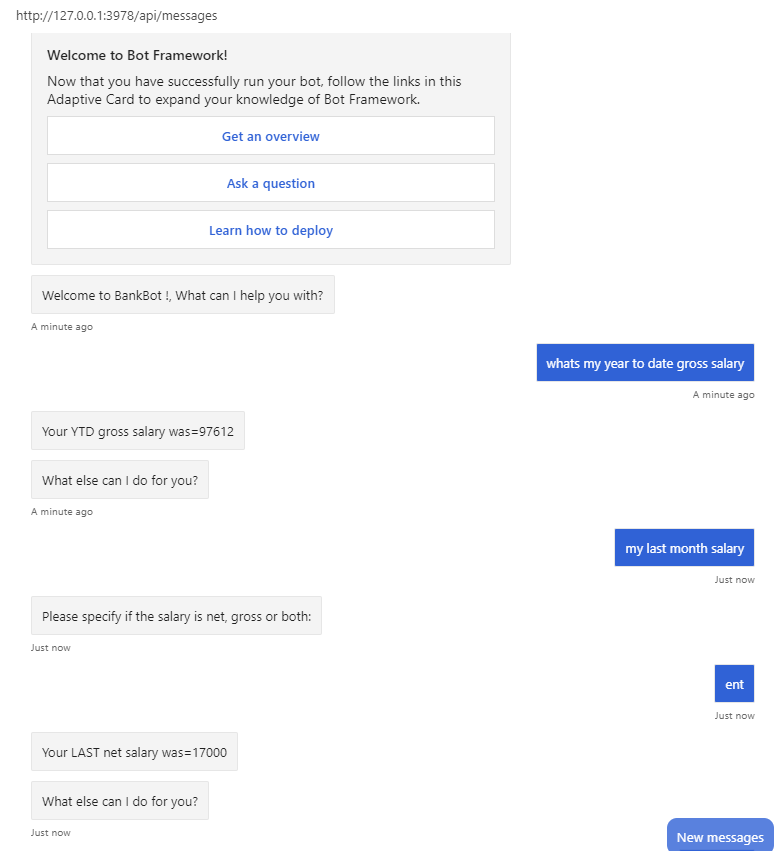 http://127.0.0.1:3978/api/messages
Welcome to Bot Framework!
Now that you have successfully run your bot, follow the links in this
Adaptive Card to expand your knowledge of Bot Framework.
Get an overview
Ask a question
Learn how to deploy
Welcome to BankBot !, What can I help you with?
A minute ago
whats my year to date gross salary
A minute ago
Your YTD gross salary was=97612
What else can I do for you?
A minute ago
my last month salary
Just now
Please specify if the salary is net, gross or both:
Just now
ent
Just now
Your LAST net salary was=17000
What else can I do for you?
Just now
New messages